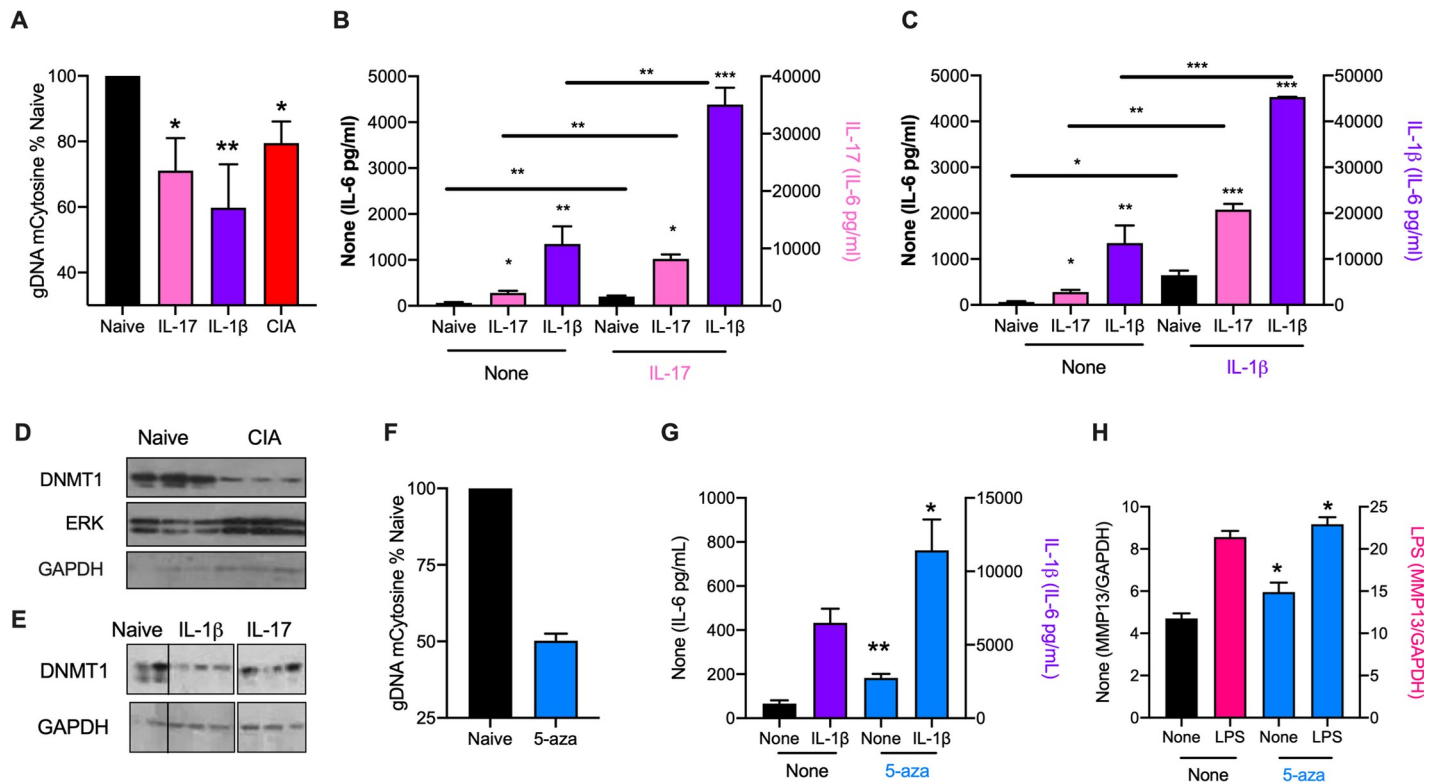 A
gDNA mCytosine % Naive
100
80
60
40
*
**
*
Naive IL-17 IL-1β CIA
B
None (IL-6 pg/ml)
5000
4000
3000
2000
1000
0
**
***
**
**
**
*
*
40000
30000
20000
10000
0
IL-17 (IL-6 pg/ml)
Naive IL-17 IL-1β Naive IL-17 IL-1β
None IL-17
C
None (IL-6 pg/ml)
5000
4000
3000
2000
1000
0
***
***
**
*
***
**
*
50000
40000
30000
20000
10000
0
IL-1β (IL-6 pg/ml)
Naive IL-17 IL-1β Naive IL-17 IL-1β
None IL-1β
D
Naive CIA
DNMT1
ERK
GAPDH
E
Naive IL-1β IL-17
DNMT1
GAPDH
F
gDNA mCytosine % Naive
100
75
50
25
Naive 5-aza
G
None (IL-6 pg/mL)
1000
800
600
400
200
0
*
**
15000
10000
5000
0
IL-1β (IL-6 pg/mL)
None IL-1β None IL-1β
None 5-aza
H
None (MMP13/GAPDH)
10
8
6
4
2
0
*
*
25
20
15
10
5
0
LPS (MMP13/GAPDH)
None LPS None LPS
None 5-aza